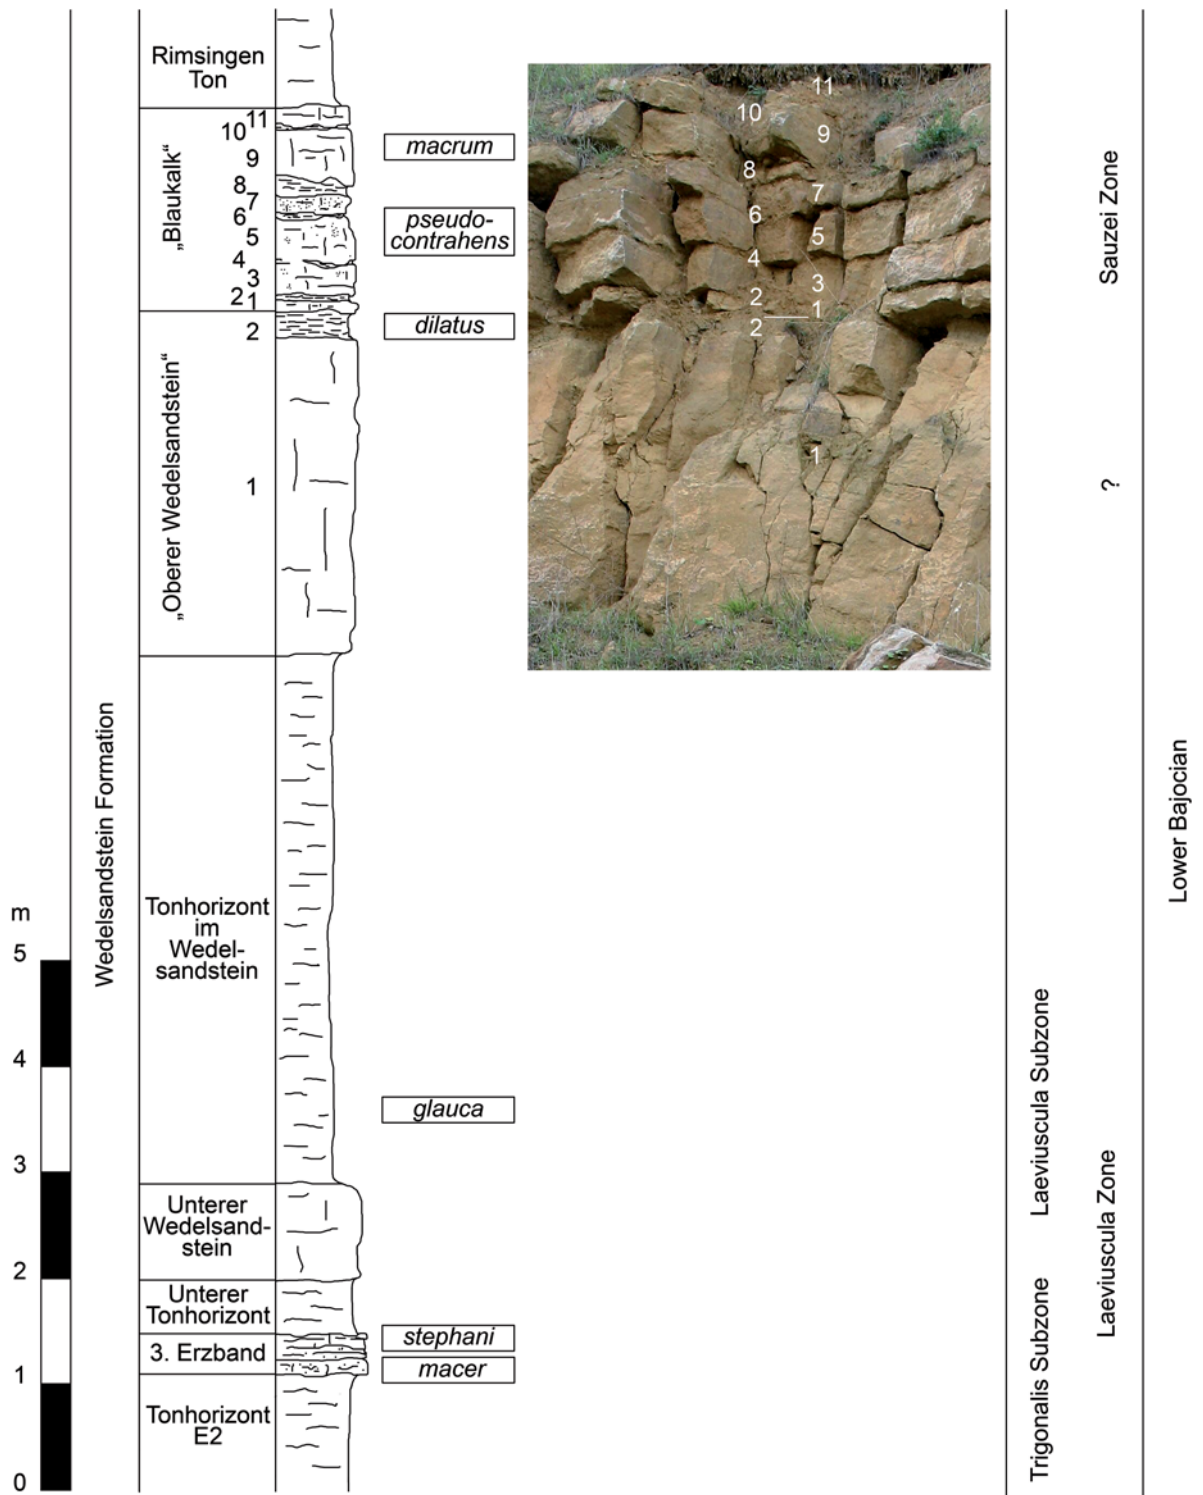 Rimsingen
Ton
„Blaukalk“
11
10
9
8
7
6
5
4
3
2 1
„Oberer Wedelsandstein“
2
1
Tonhorizont
im
Wedel-
sandstein
Unterer
Wedelsand-
stein
Unterer
Tonhorizont
3. Erzband
Tonhorizont
E2
Wedelsandstein Formation
m
5
4
3
2
1
0
macrum
pseudo-
contrahens
dilatus
glauca
stephani
macer
11
10
9
8
7
6
5
4
3
2
1
2
1
Laeviuscula Subzone
Trigonalis Subzone
Sauzei Zone
?
Laeviuscula Zone
Lower Bajocian